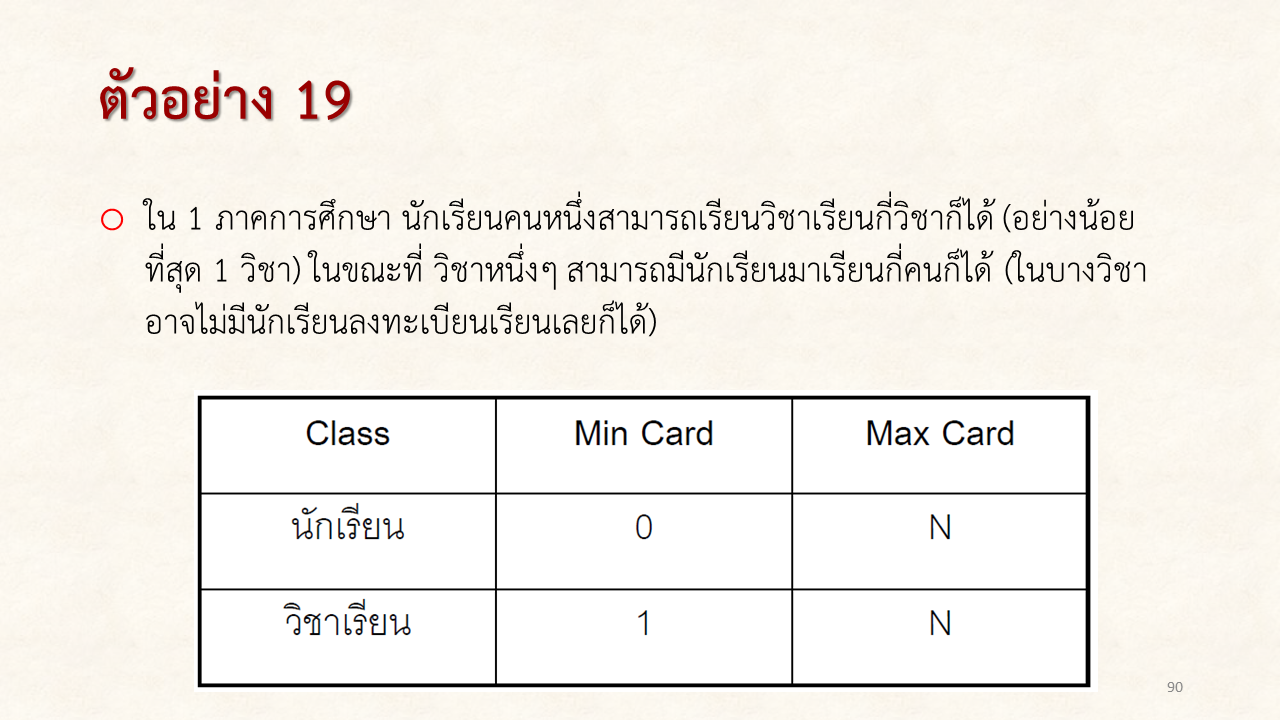 ตัวอย่าง 19
ใน 1 ภาคการศึกษา นักเรียนคนหนึ่งสามารถเรียนวิชาเรียนกี่วิชาก็ได้ (อย่างน้อย
ที่สุด 1 วิชา) ในขณะที่ วิชาหนึ่งๆ สามารถมีนักเรียนมาเรียนกี่คนก็ได้ (ในบางวิชา
อาจไม่มีนักเรียนลงทะเบียนเรียนเลยก็ได้)
Class Min Card Max Card
นักเรียน 0 N
วิชาเรียน 1 N
90